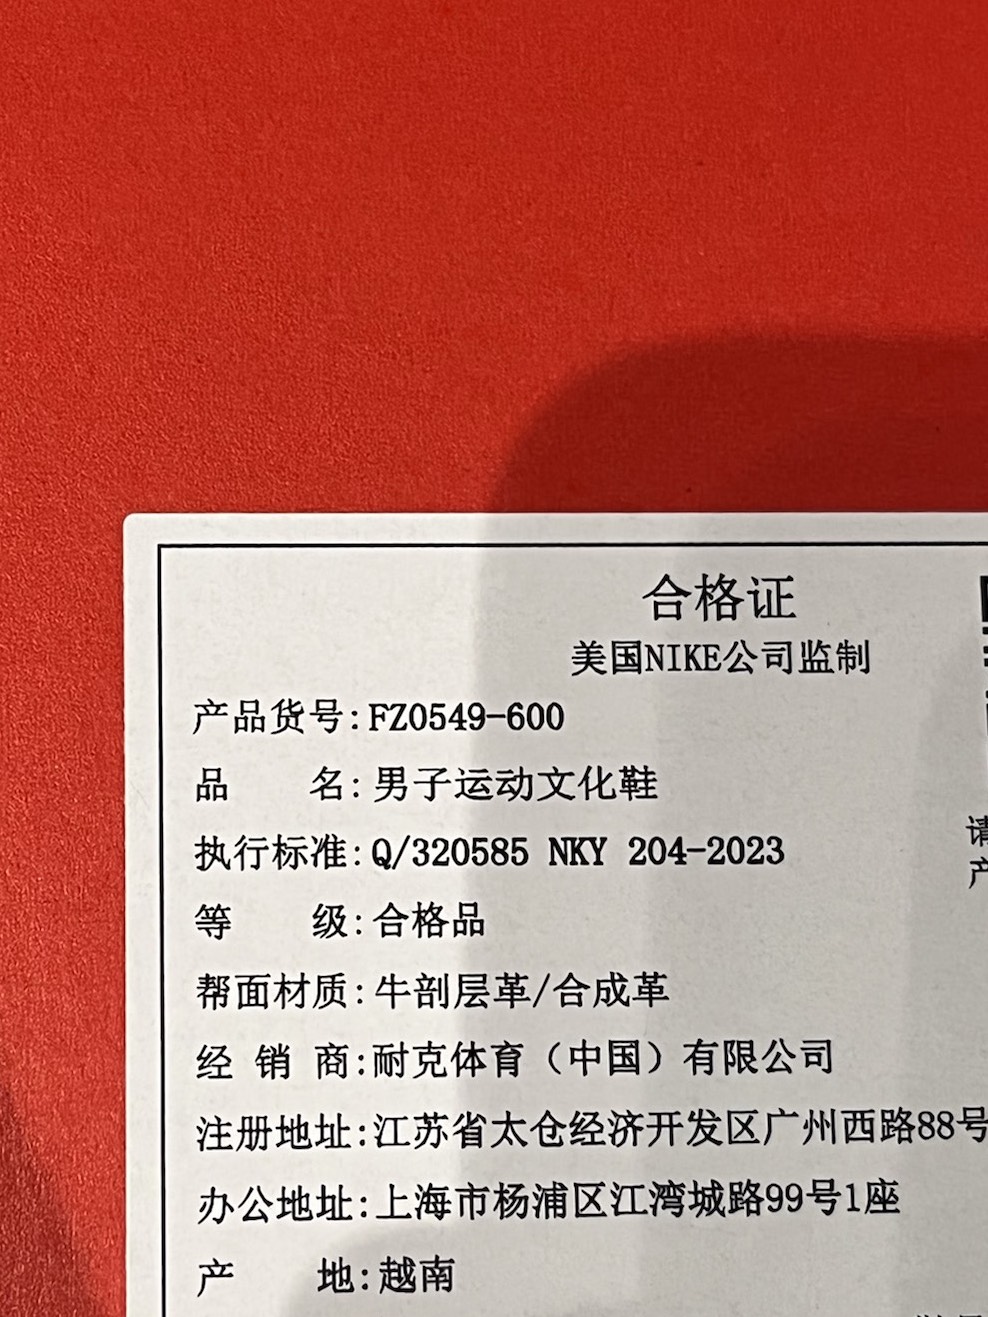 合格证
美国NIKE公司监制
产品货号:FZ0549-600
品 名:男子运动文化鞋
执行标准:Q/320585 NKY 204-2023
等 级:合格品
帮面材质:牛剖层革/合成革
经 销 商:耐克体育（中国）有限公司
注册地址:江苏省太仓经济开发区广州西路88号
办公地址:上海市杨浦区江湾城路99号1座
产 地:越南
请
产